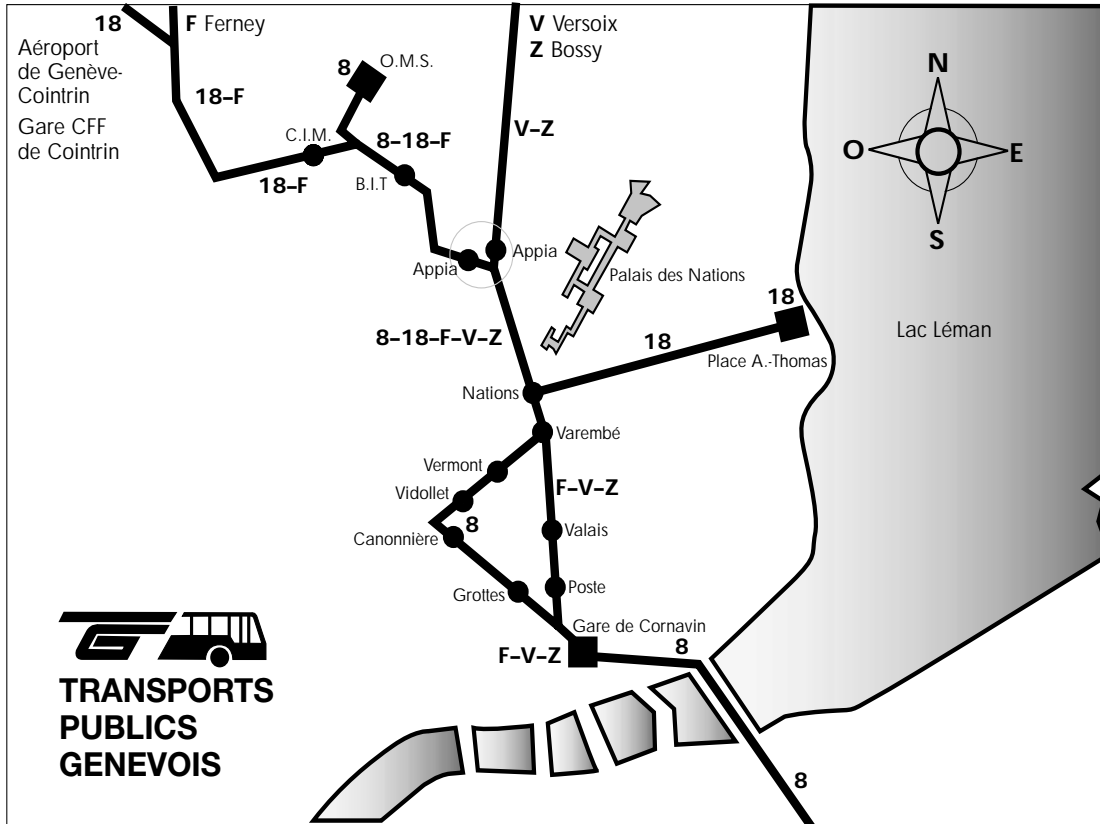 18
F Ferney
V Versoix
Z Bossy
Aéroport
de Genève-
Cointrin
Gare CFF
de Cointrin
18–F
8
O.M.S.
C.I.M.
8–18–F
18–F
B.I.T
V–Z
N
O
E
S
Appia
Appia
Palais des Nations
18
8–18–F–V–Z
18
Place A.-Thomas
Lac Léman
Nations
Varembé
Vermont
Vidollet
F–V–Z
8
Canonnière
Valais
Grottes
Poste
Gare de Cornavin
F–V–Z
8
8
TRANSPORTS
PUBLICS
GENEVOIS